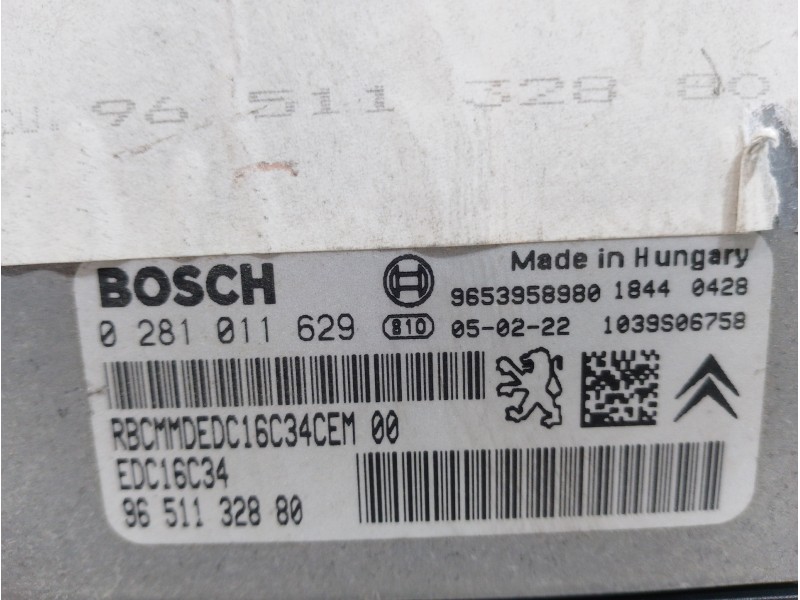 96 511 328 80
BOSCH
Made in Hungary
9653958980 1844 0428
0 281 011 629 810 05-02-22 1039S06758
RBCMMDEDC16C34CEM 00
EDC16C34
96 511 328 80